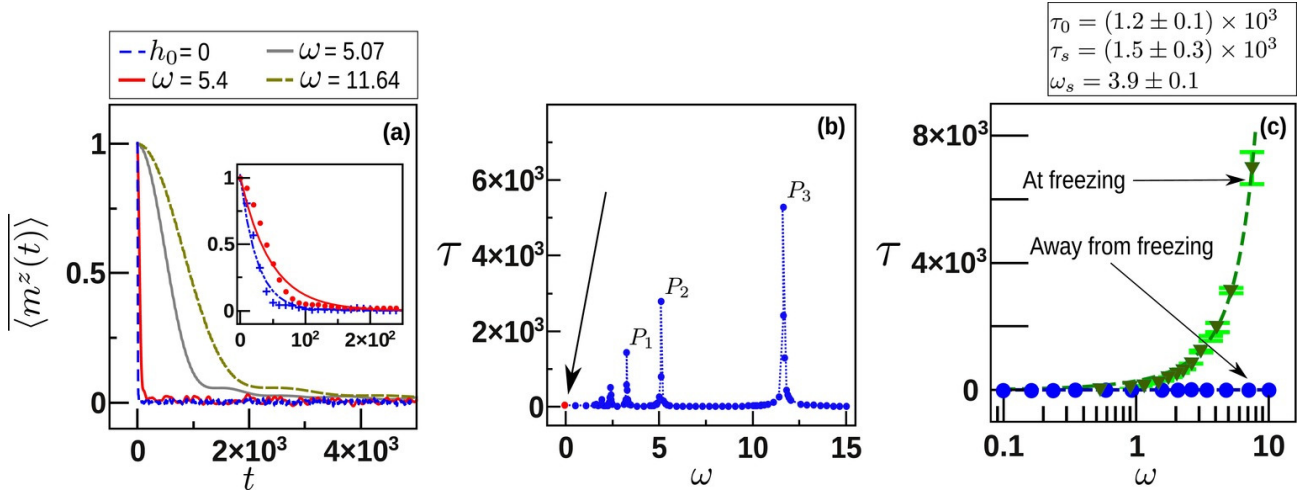 h₀ = 0
ω = 5.07
ω = 5.4
ω = 11.64
τ₀ = (1.2 ± 0.1) × 10³
τₛ = (1.5 ± 0.3) × 10³
ωₛ = 3.9 ± 0.1
(a)
1
0.5
0
⟨mᶻ(t)⟩
0
2×10³
4×10³
t
1
0.5
0
0
10²
2×10²
(b)
6×10³
4×10³
2×10³
0
τ
P₁
P₂
P₃
0
5
10
15
ω
(c)
8×10³
4×10³
0
τ
At freezing
Away from freezing
0.1
1
10
ω